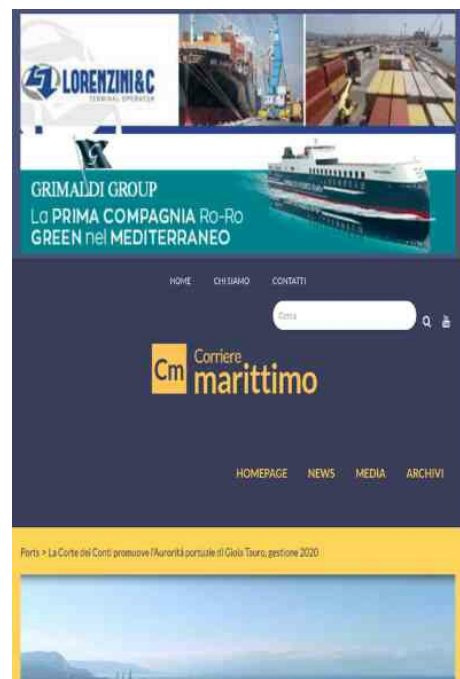 LORENZINI&C
TERMINAL OPERATOR
GRIMALDI GROUP
La PRIMA COMPAGNIA Ro-Ro
GREEN nel MEDITERRANEO
HOME CHI SIAMO CONTATTI
Cerca
Cm Corriere
marittimo
HOMEPAGE NEWS MEDIA ARCHIVI
Ports > La Corte dei Conti promuove l'Aurorità portuale di Gioia Tauro, gestione 2020